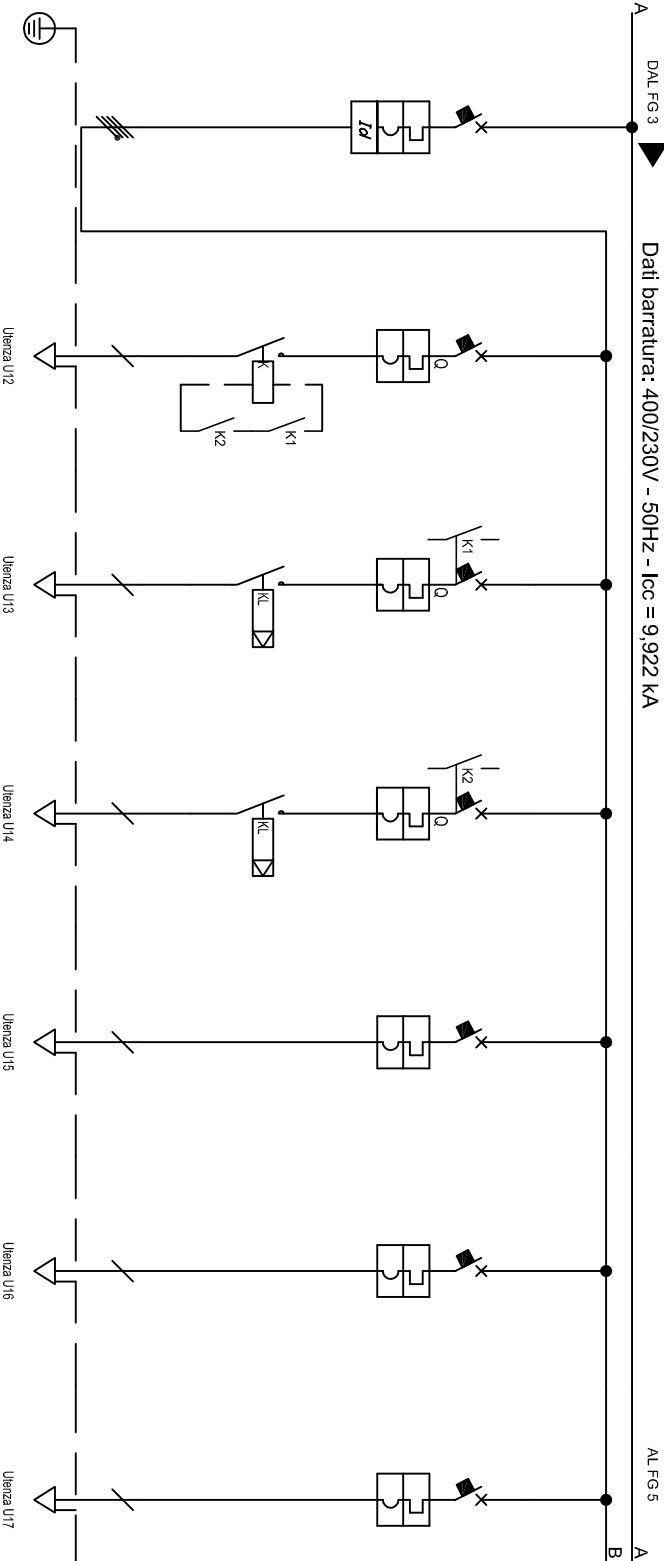 A
DAL FG 3
Dati barratura: 400/230V - 50Hz - Icc = 9,922 kA
AL FG 5
A
B
Id
Q
K
K1
K2
K1
Q
KL
K2
Q
KL
Utenza U12
Utenza U13
Utenza U14
Utenza U15
Utenza U16
Utenza U17